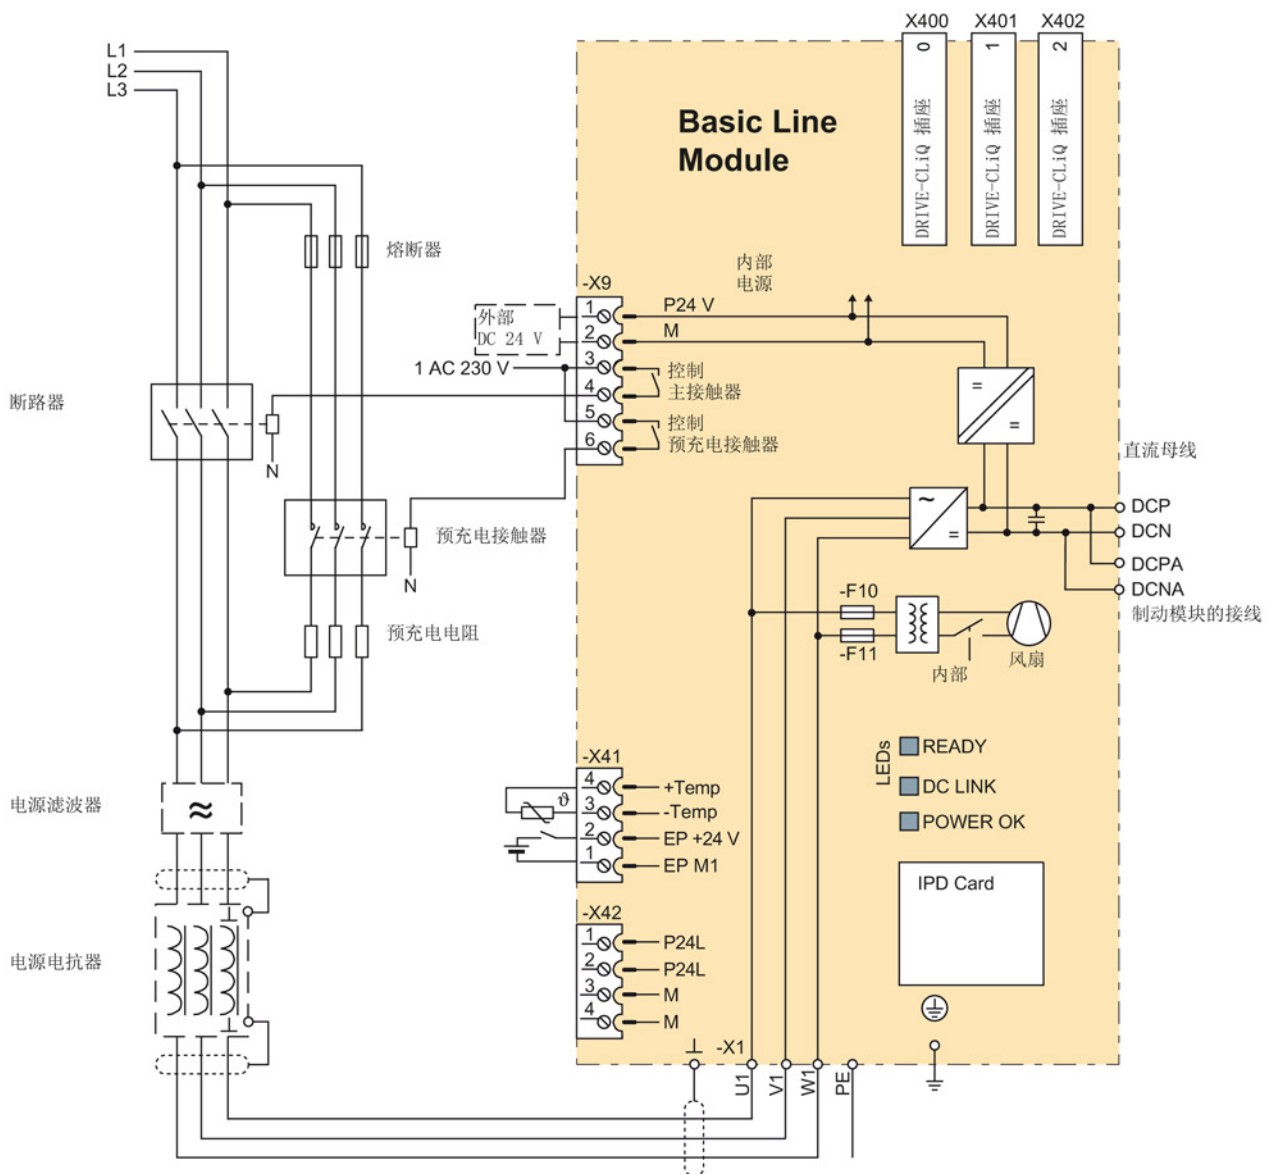 X400
X401
X402
0
1
2
DRIVE-CLiQ 插座
DRIVE-CLiQ 插座
DRIVE-CLiQ 插座
L1
L2
L3
Basic Line
Module
熔断器
内部
电源
-X9
1
P24 V
外部
DC 24 V
2
M
1 AC 230 V
3
控制
主接触器
4
5
控制
预充电接触器
6
=
=
断路器
N
直流母线
~
=
DCP
DCN
DCPA
DCNA
制动模块的接线
预充电接触器
N
-F10
-F11
内部
风扇
预充电电阻
LEDs
READY
DC LINK
POWER OK
-X41
4
+Temp
ϑ
3
-Temp
2
EP +24 V
1
EP M1
电源滤波器
≈
IPD Card
-X42
1
P24L
2
P24L
3
M
4
M
电源电抗器
-X1
U1
V1
W1
PE